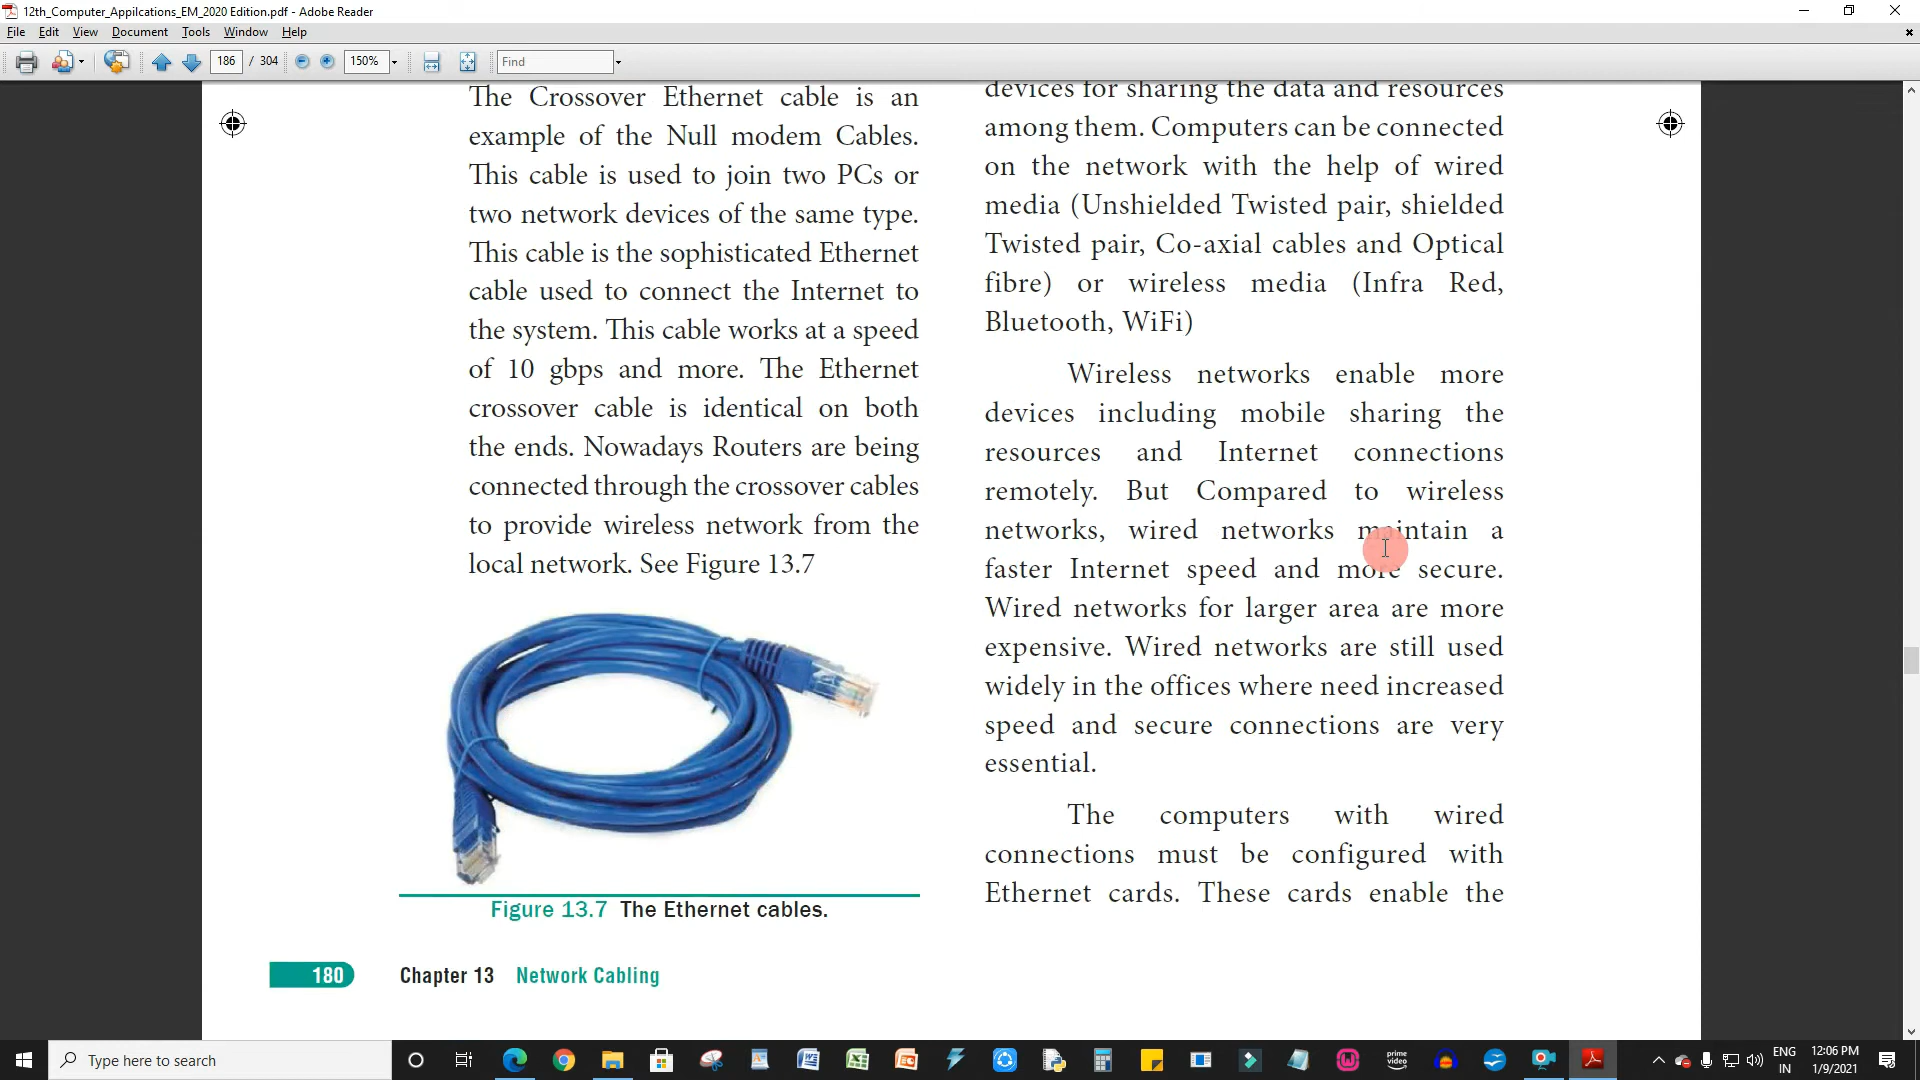 12th_Computer_Appilcations_EM_2020 Edition.pdf - Adobe Reader
File Edit View Document Tools Window Help
186 / 304 150% Find
The Crossover Ethernet cable is an
example of the Null modem Cables.
This cable is used to join two PCs or
two network devices of the same type.
This cable is the sophisticated Ethernet
cable used to connect the Internet to
the system. This cable works at a speed
of 10 gbps and more. The Ethernet
crossover cable is identical on both
the ends. Nowadays Routers are being
connected through the crossover cables
to provide wireless network from the
local network. See Figure 13.7
Figure 13.7 The Ethernet cables.
devices for sharing the data and resources
among them. Computers can be connected
on the network with the help of wired
media (Unshielded Twisted pair, shielded
Twisted pair, Co-axial cables and Optical
fibre) or wireless media (Infra Red,
Bluetooth, WiFi)
Wireless networks enable more
devices including mobile sharing the
resources and Internet connections
remotely. But Compared to wireless
networks, wired networks maintain a
faster Internet speed and more secure.
Wired networks for larger area are more
expensive. Wired networks are still used
widely in the offices where need increased
speed and secure connections are very
essential.
The computers with wired
connections must be configured with
Ethernet cards. These cards enable the
180 Chapter 13 Network Cabling
Type here to search
prime video
ENG
IN
12:06 PM
1/9/2021